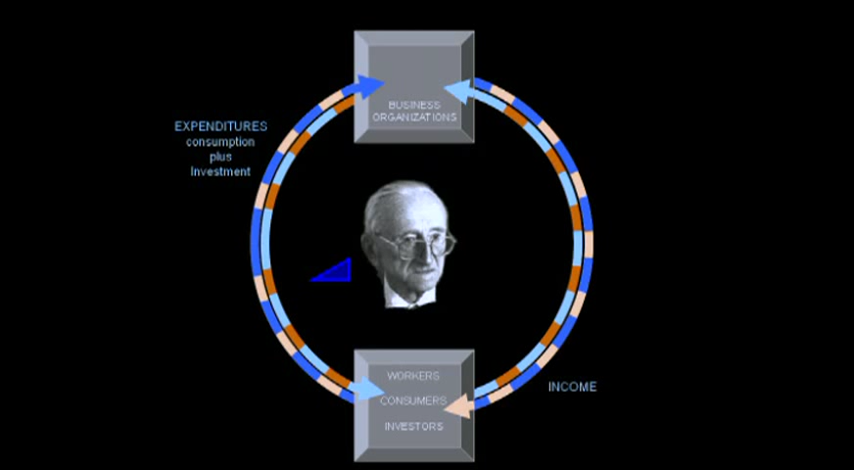 BUSINESS
ORGANIZATIONS
EXPENDITURES
consumption
plus
Investment
WORKERS
CONSUMERS
INVESTORS
INCOME